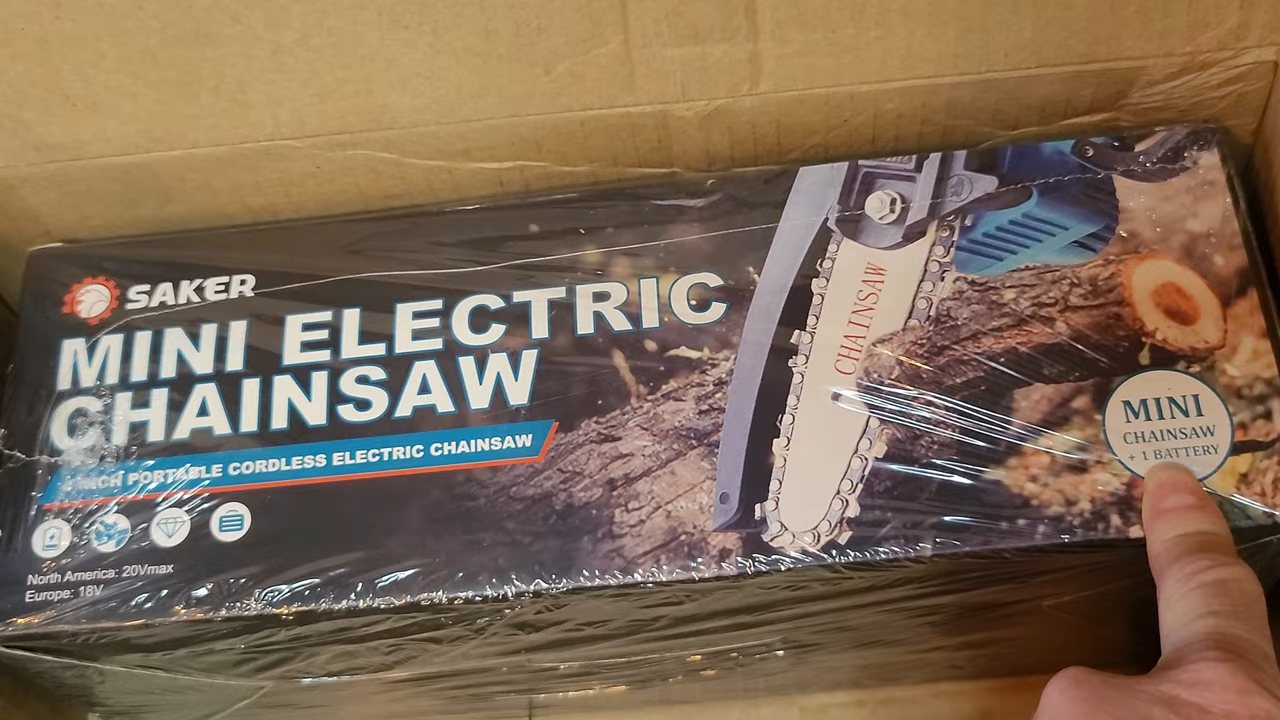 SAKER
MINI ELECTRIC
CHAINSAW
INCH PORTABLE CORDLESS ELECTRIC CHAINSAW
North America: 20Vmax
Europe: 18V
CHAINSAW
MINI
CHAINSAW
+ 1 BATTERY